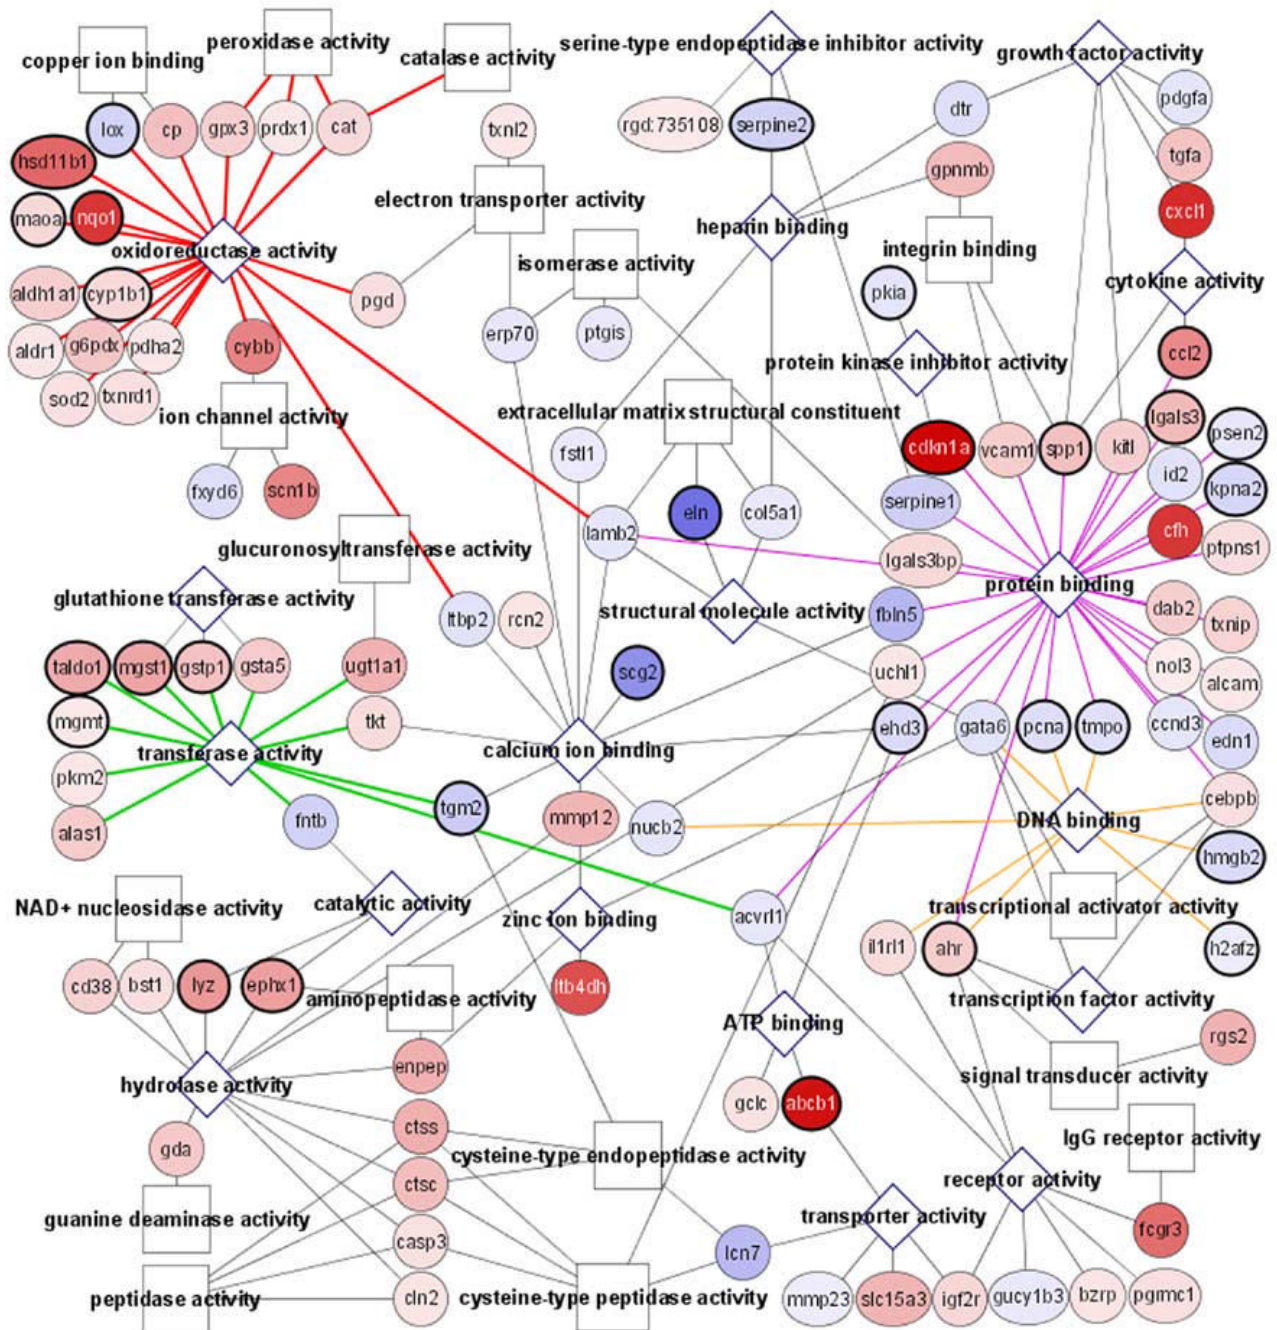 peroxidase activity
serine-type endopeptidase inhibitor activity
growth factor activity
copper ion binding
catalase activity
pdgfa
dtr
lox
cp
gpx3
prdx1
cat
txnl2
rgd:735108
serpine2
hsd11b1
gpnmb
tgfa
electron transporter activity
maoa
nqo1
cxcl1
heparin binding
oxidoreductase activity
integrin binding
isomerase activity
cytokine activity
aldh1a1
cyp1b1
pgd
pkia
erp70
ptgis
aldr1
g6pdx
pdha2
cybb
ccl2
protein kinase inhibitor activity
sod2
txnrd1
ion channel activity
extracellular matrix structural constituent
lgals3
psen2
fstl1
cdkn1a
vcam1
spp1
kitl
id2
fxyd6
scn1b
kpna2
serpine1
eln
col5a1
lamb2
cfh
glucuronosyltransferase activity
ptpns1
lgals3bp
protein binding
glutathione transferase activity
structural molecule activity
fbln5
dab2
ltbp2
rcn2
txnip
taldo1
mgst1
gstp1
gsta5
ugt1a1
scg2
uchl1
nol3
alcam
mgmt
tkt
ehd3
gata6
pcna
tmpo
ccnd3
edn1
transferase activity
calcium ion binding
pkm2
cebpb
tgm2
mmp12
fntb
nucb2
DNA binding
alas1
hmgb2
NAD+ nucleosidase activity
catalytic activity
zinc ion binding
acvrl1
transcriptional activator activity
il1rl1
ahr
h2afz
cd38
bst1
lyz
ephx1
ltb4dh
aminopeptidase activity
transcription factor activity
ATP binding
rgs2
enpep
hydrolase activity
signal transducer activity
gclc
abcb1
ctss
IgG receptor activity
gda
cysteine-type endopeptidase activity
ctsc
receptor activity
guanine deaminase activity
transporter activity
fcgr3
casp3
lcn7
peptidase activity
cln2
cysteine-type peptidase activity
mmp23
slc15a3
igf2r
gucy1b3
bzrp
pgrmc1